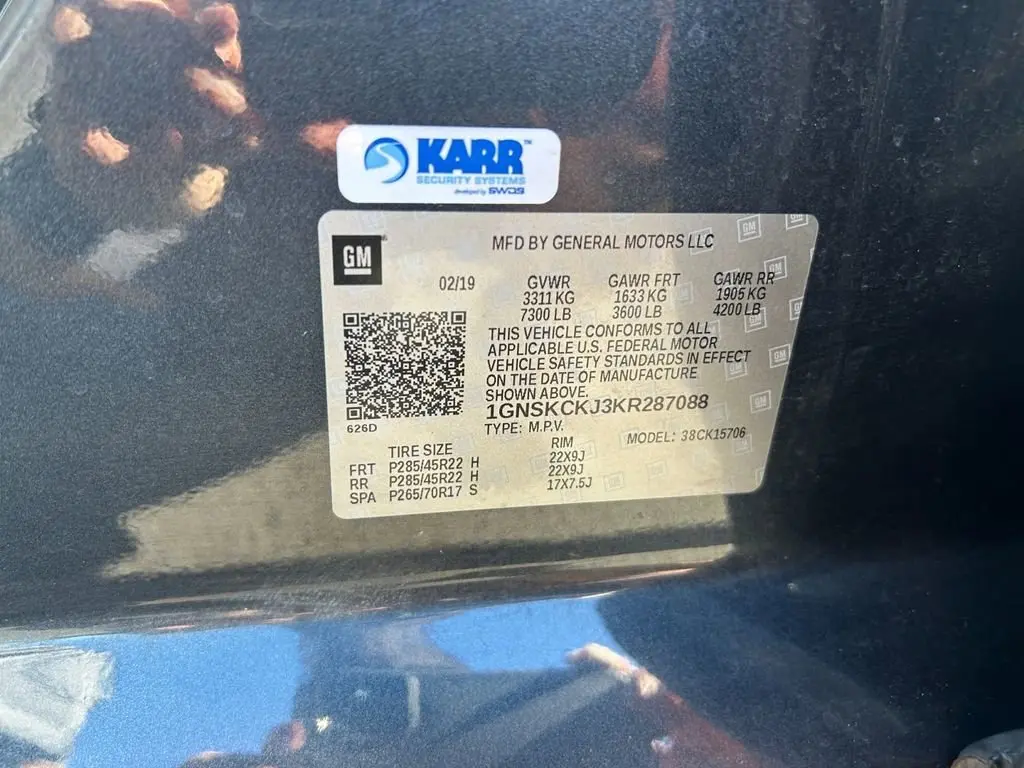 KARR™
SECURITY SYSTEMS
developed by SWDS
GM
MFD BY GENERAL MOTORS LLC
02/19 GVWR GAWR FRT GAWR RR
3311 KG 1633 KG 1905 KG
7300 LB 3600 LB 4200 LB
THIS VEHICLE CONFORMS TO ALL
APPLICABLE U.S. FEDERAL MOTOR
VEHICLE SAFETY STANDARDS IN EFFECT
ON THE DATE OF MANUFACTURE
SHOWN ABOVE.
1GNSKCKJ3KR287088
626D
TYPE: M.P.V. MODEL: 38CK15706
TIRE SIZE RIM
FRT P285/45R22 H 22X9J
RR P285/45R22 H 22X9J
SPA P265/70R17 S 17X7.5J